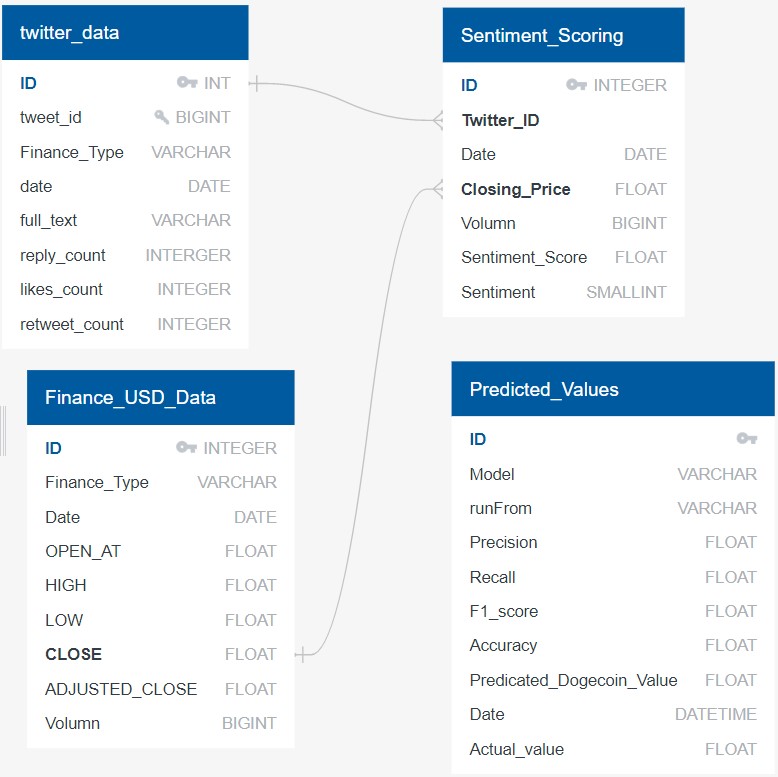 twitter_data
ID INT
tweet_id BIGINT
Finance_Type VARCHAR
date DATE
full_text VARCHAR
reply_count INTERGER
likes_count INTEGER
retweet_count INTEGER
Sentiment_Scoring
ID INTEGER
Twitter_ID
Date DATE
Closing_Price FLOAT
Volumn BIGINT
Sentiment_Score FLOAT
Sentiment SMALLINT
Finance_USD_Data
ID INTEGER
Finance_Type VARCHAR
Date DATE
OPEN_AT FLOAT
HIGH FLOAT
LOW FLOAT
CLOSE FLOAT
ADJUSTED_CLOSE FLOAT
Volumn BIGINT
Predicted_Values
ID
Model VARCHAR
runFrom VARCHAR
Precision FLOAT
Recall FLOAT
F1_score FLOAT
Accuracy FLOAT
Predicated_Dogecoin_Value FLOAT
Date DATETIME
Actual_value FLOAT